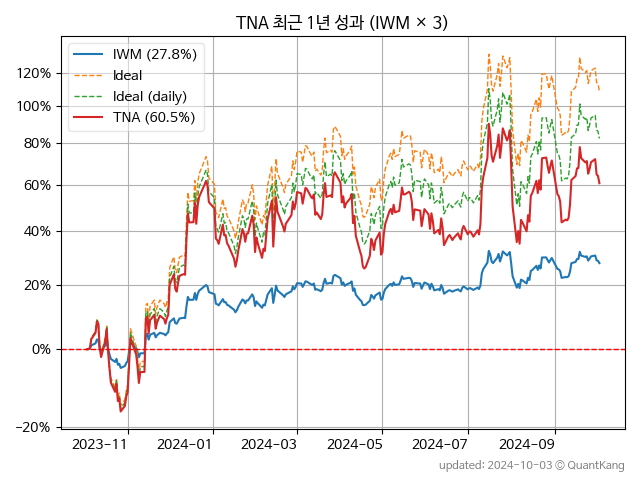 TNA 최근 1년 성과 (IWM × 3)
IWM (27.8%)
Ideal
Ideal (daily)
TNA (60.5%)
120%
100%
80%
60%
40%
20%
0%
−20%
2023−11
2024−01
2024−03
2024−05
2024−07
2024−09
updated: 2024-10-03 © QuantKang